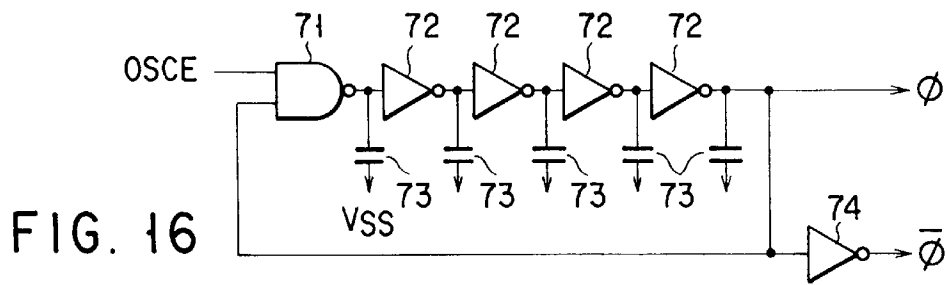 71 72 72 72 72
OSCE ϕ
73 73 73 73
VSS
74
FIG. 16 ϕ̅